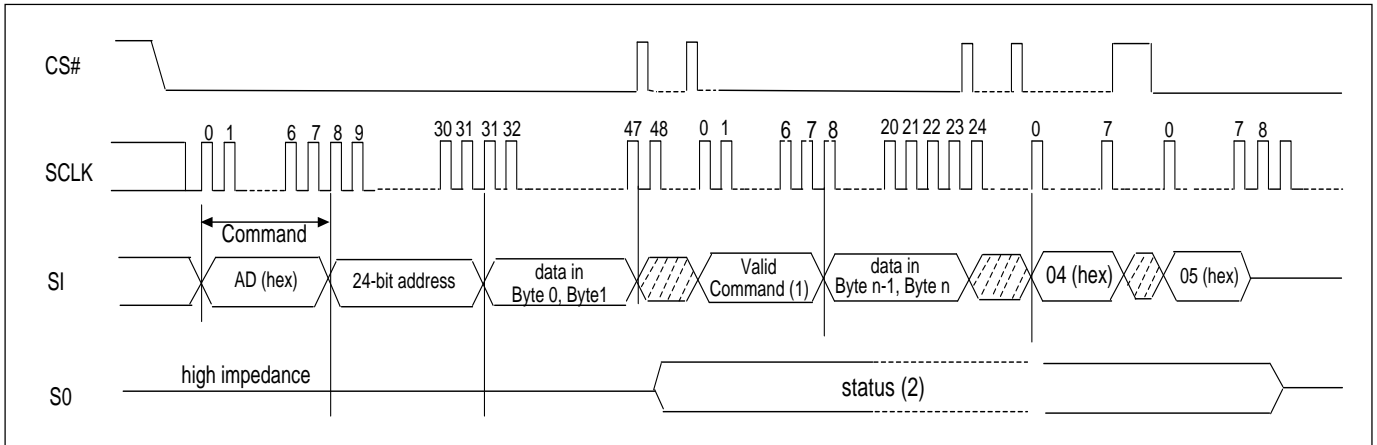 CS#
0 1 6 7 8 9 30 31 31 32 47 48 0 1 6 7 8 20 21 22 23 24 0 7 0 7 8
SCLK
Command
SI
AD (hex)
24-bit address
data in
Byte 0, Byte1
Valid
Command (1)
data in
Byte n-1, Byte n
04 (hex)
05 (hex)
high impedance
S0
status (2)